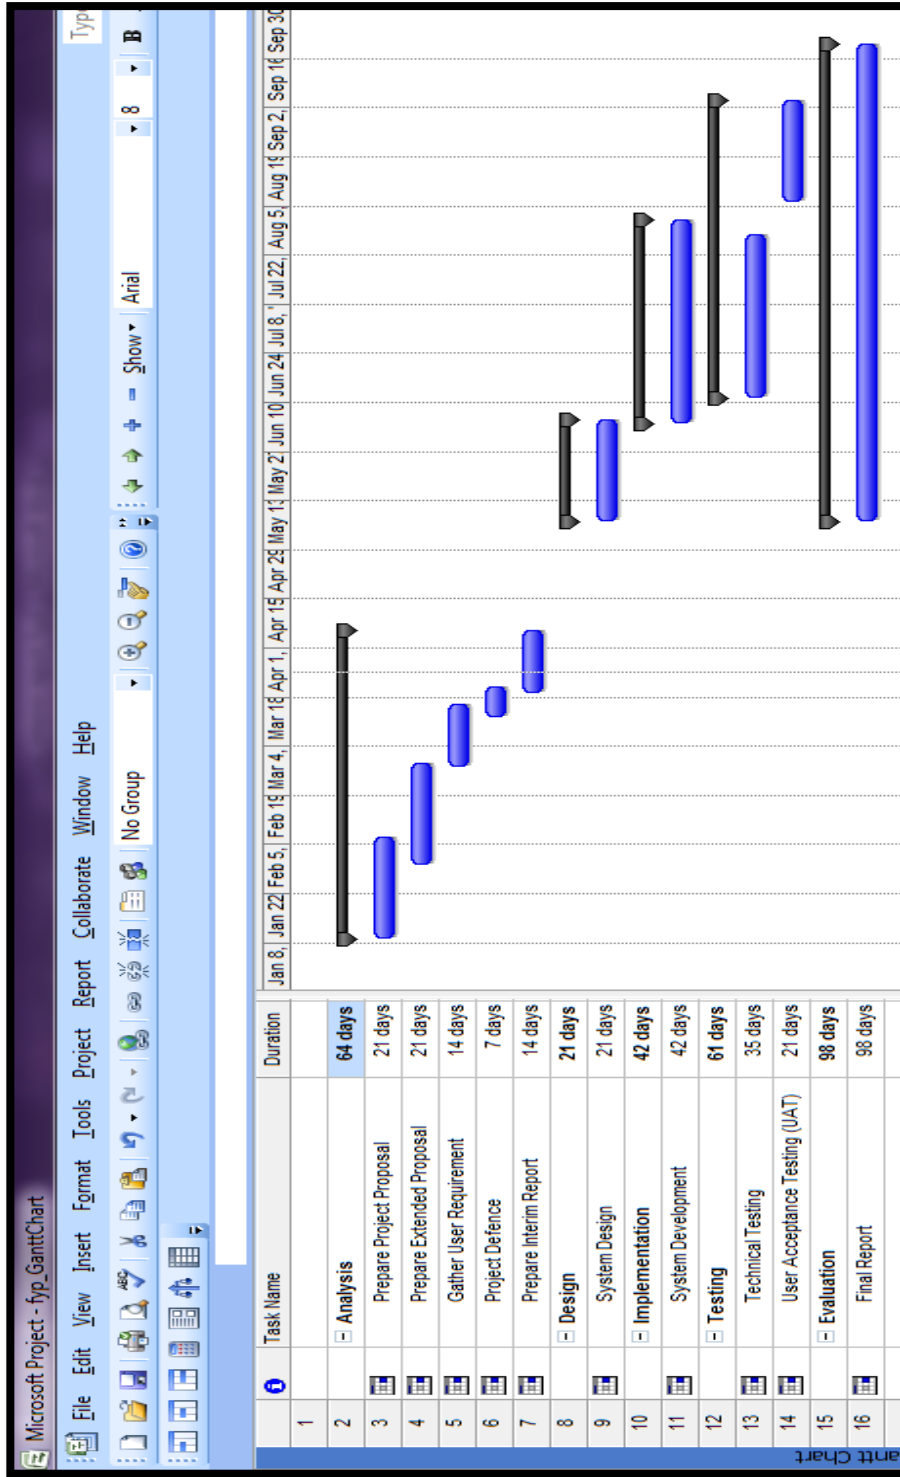 Microsoft Project - fyp_GanttChart
File Edit View Insert Format Tools Project Report Collaborate Window Help
No Group Show Arial 8 B
Task Name Duration Jan 8, Jan 22 Feb 5, Feb 19 Mar 4, Mar 18 Apr 1, Apr 15 Apr 29 May 13 May 2 Jun 10 Jun 24 Jul 8, ' Jul 22, Aug 5, Aug 19 Sep 2, Sep 16 Sep 30
1
2 Analysis 64 days
3 Prepare Project Proposal 21 days
4 Prepare Extended Proposal 21 days
5 Gather User Requirement 14 days
6 Project Defence 7 days
7 Prepare Interim Report 14 days
8 Design 21 days
9 System Design 21 days
10 Implementation 42 days
11 System Development 42 days
12 Testing 61 days
13 Technical Testing 35 days
14 User Acceptance Testing (UAT) 21 days
15 Evaluation 98 days
16 Final Report 98 days
antt Chart